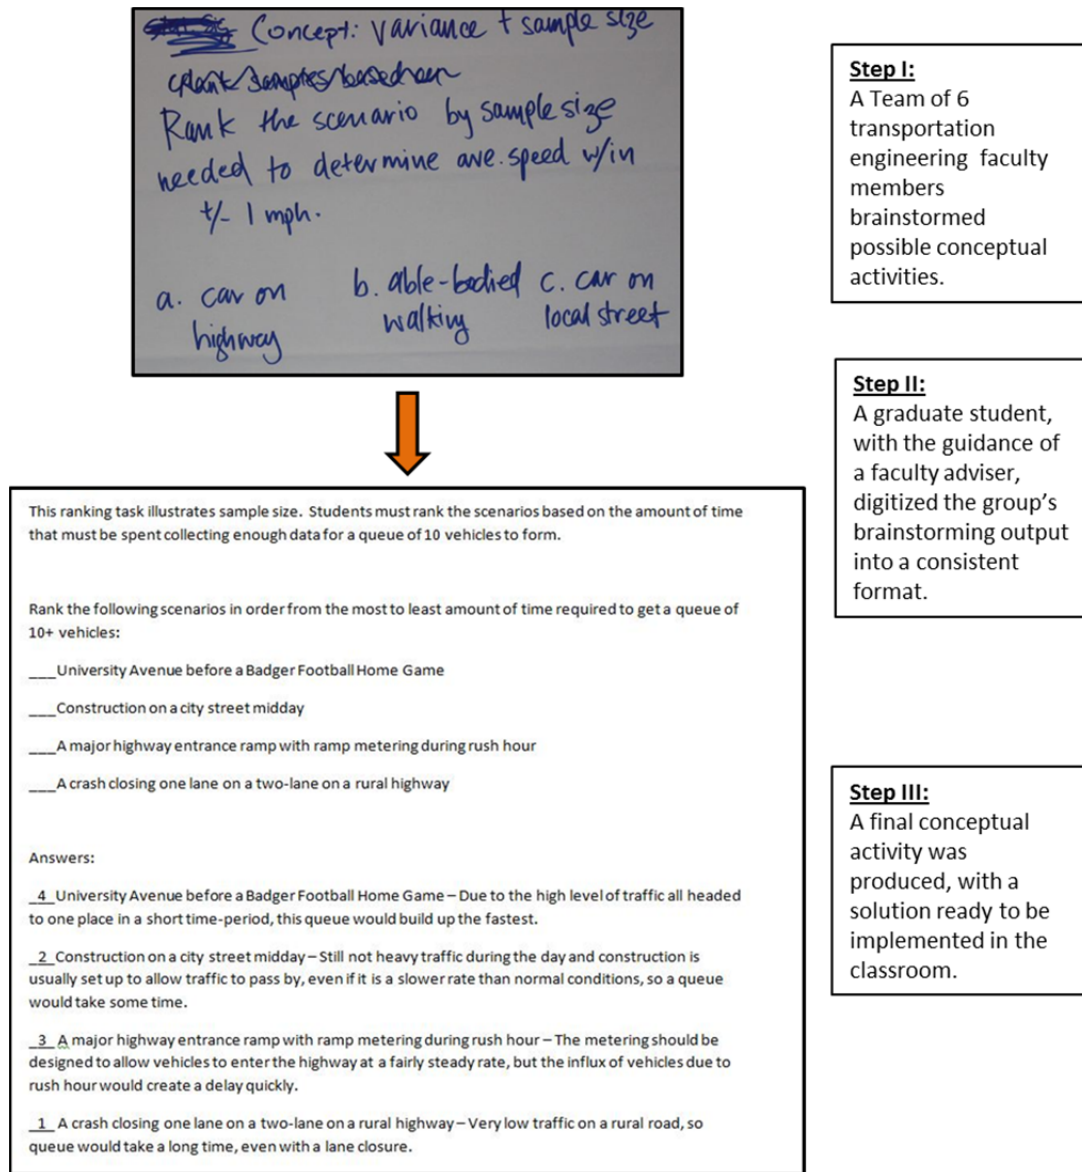 Concept: Variance + sample size
Rank samples based on
Rank the scenario by sample size
needed to determine ave. speed w/in
+/- 1 mph.
a. car on
highway
b. able-bodied
walking
c. car on
local street
Step I:
A Team of 6
transportation
engineering faculty
members
brainstormed
possible conceptual
activities.
Step II:
A graduate student,
with the guidance of
a faculty adviser,
digitized the group's
brainstorming output
into a consistent
format.
This ranking task illustrates sample size. Students must rank the scenarios based on the amount of time
that must be spent collecting enough data for a queue of 10 vehicles to form.
Rank the following scenarios in order from the most to least amount of time required to get a queue of
10+ vehicles:
___University Avenue before a Badger Football Home Game
___Construction on a city street midday
___A major highway entrance ramp with ramp metering during rush hour
___A crash closing one lane on a two-lane on a rural highway
Answers:
_4_University Avenue before a Badger Football Home Game – Due to the high level of traffic all headed
to one place in a short time-period, this queue would build up the fastest.
_2_Construction on a city street midday – Still not heavy traffic during the day and construction is
usually set up to allow traffic to pass by, even if it is a slower rate than normal conditions, so a queue
would take some time.
_3_A major highway entrance ramp with ramp metering during rush hour – The metering should be
designed to allow vehicles to enter the highway at a fairly steady rate, but the influx of vehicles due to
rush hour would create a delay quickly.
_1_ A crash closing one lane on a two-lane on a rural highway – Very low traffic on a rural road, so
queue would take a long time, even with a lane closure.
Step III:
A final conceptual
activity was
produced, with a
solution ready to be
implemented in the
classroom.